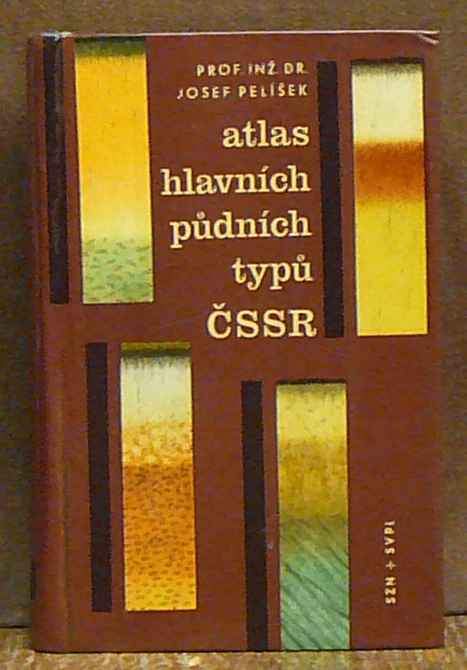 PROF. INŽ. DR.
JOSEF PELÍŠEK
atlas
hlavních
půdních
typů
ČSSR
SZN + SVPL